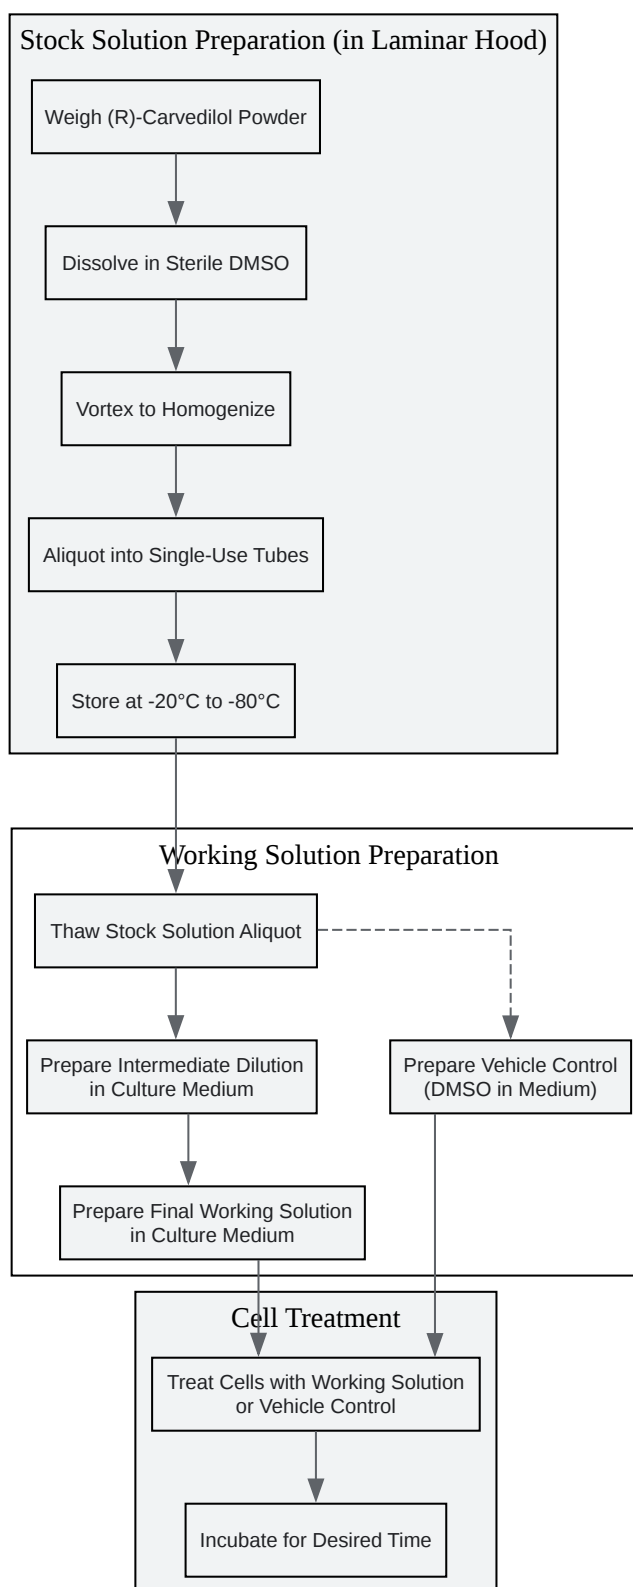 Stock Solution Preparation (in Laminar Hood)
Weigh (R)-Carvedilol Powder
Dissolve in Sterile DMSO
Vortex to Homogenize
Aliquot into Single-Use Tubes
Store at -20°C to -80°C
Working Solution Preparation
Thaw Stock Solution Aliquot
Prepare Intermediate Dilution
in Culture Medium
Prepare Vehicle Control
(DMSO in Medium)
Prepare Final Working Solution
in Culture Medium
Cell Treatment
Treat Cells with Working Solution
or Vehicle Control
Incubate for Desired Time